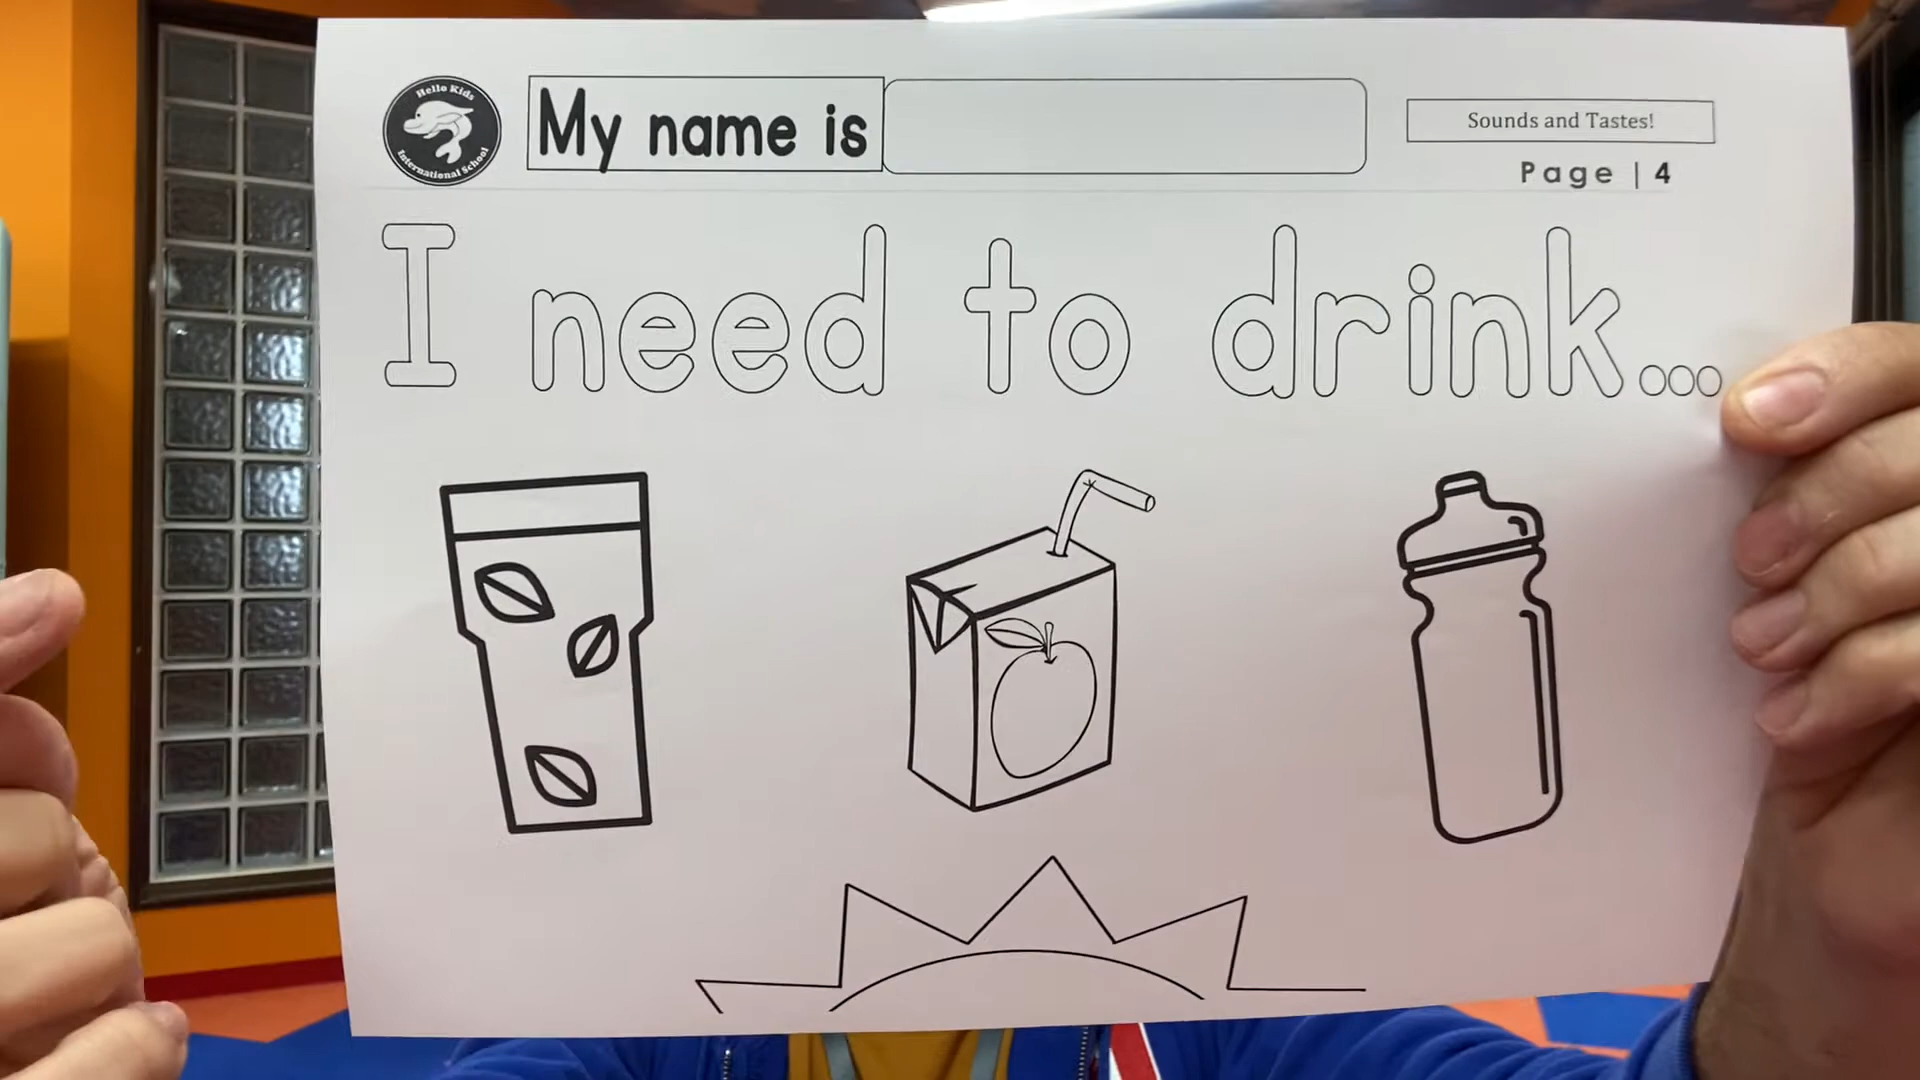 Hello Kids
International School
My name is
Sounds and Tastes!
Page | 4
I need to drink...